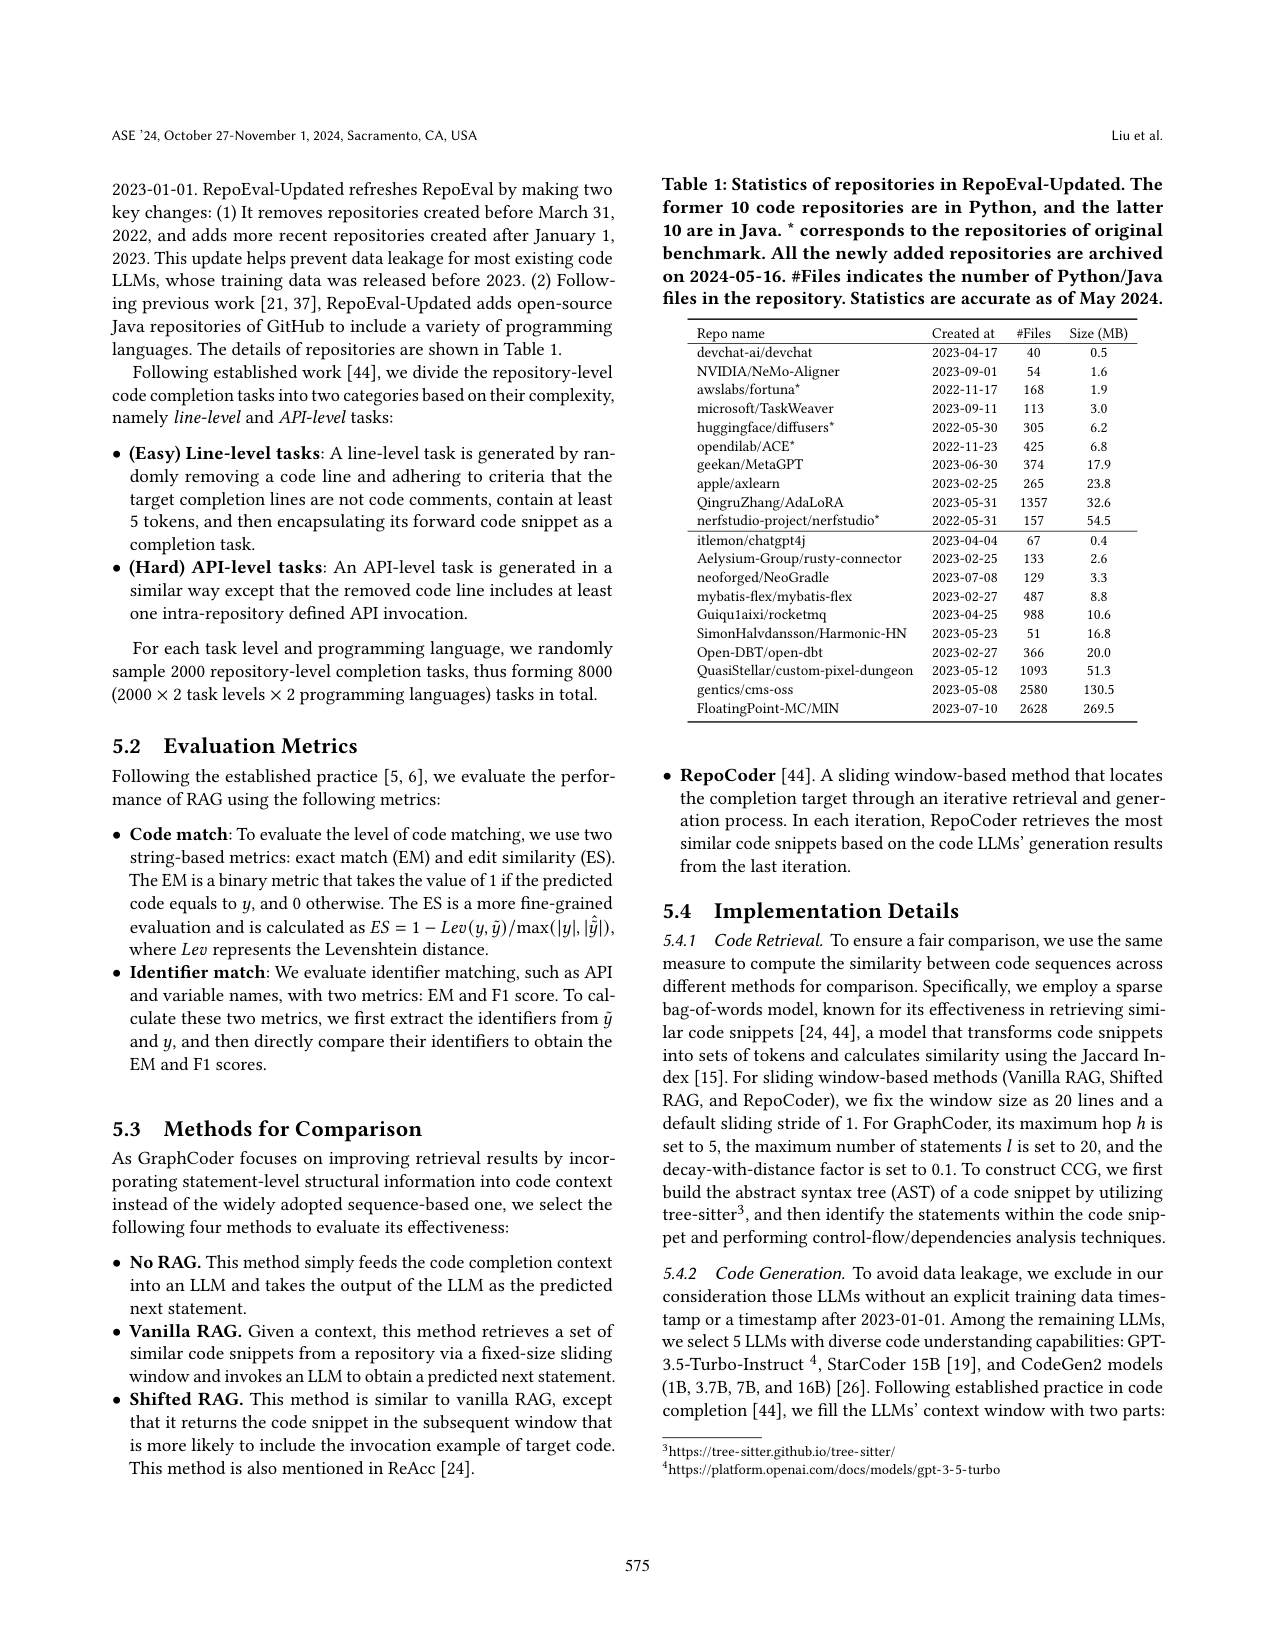 ASE ’24, October 27-November 1, 2024, Sacramento, CA, USA
Liu et al.
2023-01-01. RepoEval-Updated refreshes RepoEval by making two
key changes: (1) It removes repositories created before March 31,
2022, and adds more recent repositories created after January 1,
2023. This update helps prevent data leakage for most existing code
LLMs, whose training data was released before 2023. (2) Follow-
ing previous work [21, 37], RepoEval-Updated adds open-source
Java repositories of GitHub to include a variety of programming
languages. The details of repositories are shown in Table 1.
Following established work [44], we divide the repository-level
code completion tasks into two categories based on their complexity,
namely line-level and API-level tasks:
• (Easy) Line-level tasks: A line-level task is generated by ran-
domly removing a code line and adhering to criteria that the
target completion lines are not code comments, contain at least
5 tokens, and then encapsulating its forward code snippet as a
completion task.
• (Hard) API-level tasks: An API-level task is generated in a
similar way except that the removed code line includes at least
one intra-repository defined API invocation.
For each task level and programming language, we randomly
sample 2000 repository-level completion tasks, thus forming 8000
(2000 × 2 task levels × 2 programming languages) tasks in total.
5.2 Evaluation Metrics
Following the established practice [5, 6], we evaluate the perfor-
mance of RAG using the following metrics:
• Code match: To evaluate the level of code matching, we use two
string-based metrics: exact match (EM) and edit similarity (ES).
The EM is a binary metric that takes the value of 1 if the predicted
code equals to y, and 0 otherwise. The ES is a more fine-grained
evaluation and is calculated as ES = 1 − Lev(y, ỹ)/max(|y|, |ỹ̂|),
where Lev represents the Levenshtein distance.
• Identifier match: We evaluate identifier matching, such as API
and variable names, with two metrics: EM and F1 score. To cal-
culate these two metrics, we first extract the identifiers from ỹ
and y, and then directly compare their identifiers to obtain the
EM and F1 scores.
5.3 Methods for Comparison
As GraphCoder focuses on improving retrieval results by incor-
porating statement-level structural information into code context
instead of the widely adopted sequence-based one, we select the
following four methods to evaluate its effectiveness:
• No RAG. This method simply feeds the code completion context
into an LLM and takes the output of the LLM as the predicted
next statement.
• Vanilla RAG. Given a context, this method retrieves a set of
similar code snippets from a repository via a fixed-size sliding
window and invokes an LLM to obtain a predicted next statement.
• Shifted RAG. This method is similar to vanilla RAG, except
that it returns the code snippet in the subsequent window that
is more likely to include the invocation example of target code.
This method is also mentioned in ReAcc [24].
Table 1: Statistics of repositories in RepoEval-Updated. The
former 10 code repositories are in Python, and the latter
10 are in Java. * corresponds to the repositories of original
benchmark. All the newly added repositories are archived
on 2024-05-16. #Files indicates the number of Python/Java
files in the repository. Statistics are accurate as of May 2024.
Repo name Created at #Files Size (MB)
devchat-ai/devchat 2023-04-17 40 0.5
NVIDIA/NeMo-Aligner 2023-09-01 54 1.6
awslabs/fortuna* 2022-11-17 168 1.9
microsoft/TaskWeaver 2023-09-11 113 3.0
huggingface/diffusers* 2022-05-30 305 6.2
opendilab/ACE* 2022-11-23 425 6.8
geekan/MetaGPT 2023-06-30 374 17.9
apple/axlearn 2023-02-25 265 23.8
QingruZhang/AdaLoRA 2023-05-31 1357 32.6
nerfstudio-project/nerfstudio* 2022-05-31 157 54.5
itlemon/chatgpt4j 2023-04-04 67 0.4
Aelysium-Group/rusty-connector 2023-02-25 133 2.6
neoforged/NeoGradle 2023-07-08 129 3.3
mybatis-flex/mybatis-flex 2023-02-27 487 8.8
Guiqu1aixi/rocketmq 2023-04-25 988 10.6
SimonHalvdansson/Harmonic-HN 2023-05-23 51 16.8
Open-DBT/open-dbt 2023-02-27 366 20.0
QuasiStellar/custom-pixel-dungeon 2023-05-12 1093 51.3
gentics/cms-oss 2023-05-08 2580 130.5
FloatingPoint-MC/MIN 2023-07-10 2628 269.5
• RepoCoder [44]. A sliding window-based method that locates
the completion target through an iterative retrieval and gener-
ation process. In each iteration, RepoCoder retrieves the most
similar code snippets based on the code LLMs’ generation results
from the last iteration.
5.4 Implementation Details
5.4.1 Code Retrieval. To ensure a fair comparison, we use the same
measure to compute the similarity between code sequences across
different methods for comparison. Specifically, we employ a sparse
bag-of-words model, known for its effectiveness in retrieving simi-
lar code snippets [24, 44], a model that transforms code snippets
into sets of tokens and calculates similarity using the Jaccard In-
dex [15]. For sliding window-based methods (Vanilla RAG, Shifted
RAG, and RepoCoder), we fix the window size as 20 lines and a
default sliding stride of 1. For GraphCoder, its maximum hop h is
set to 5, the maximum number of statements l is set to 20, and the
decay-with-distance factor is set to 0.1. To construct CCG, we first
build the abstract syntax tree (AST) of a code snippet by utilizing
tree-sitter³, and then identify the statements within the code snip-
pet and performing control-flow/dependencies analysis techniques.
5.4.2 Code Generation. To avoid data leakage, we exclude in our
consideration those LLMs without an explicit training data times-
tamp or a timestamp after 2023-01-01. Among the remaining LLMs,
we select 5 LLMs with diverse code understanding capabilities: GPT-
3.5-Turbo-Instruct ⁴, StarCoder 15B [19], and CodeGen2 models
(1B, 3.7B, 7B, and 16B) [26]. Following established practice in code
completion [44], we fill the LLMs’ context window with two parts:
³https://tree-sitter.github.io/tree-sitter/
⁴https://platform.openai.com/docs/models/gpt-3-5-turbo
575